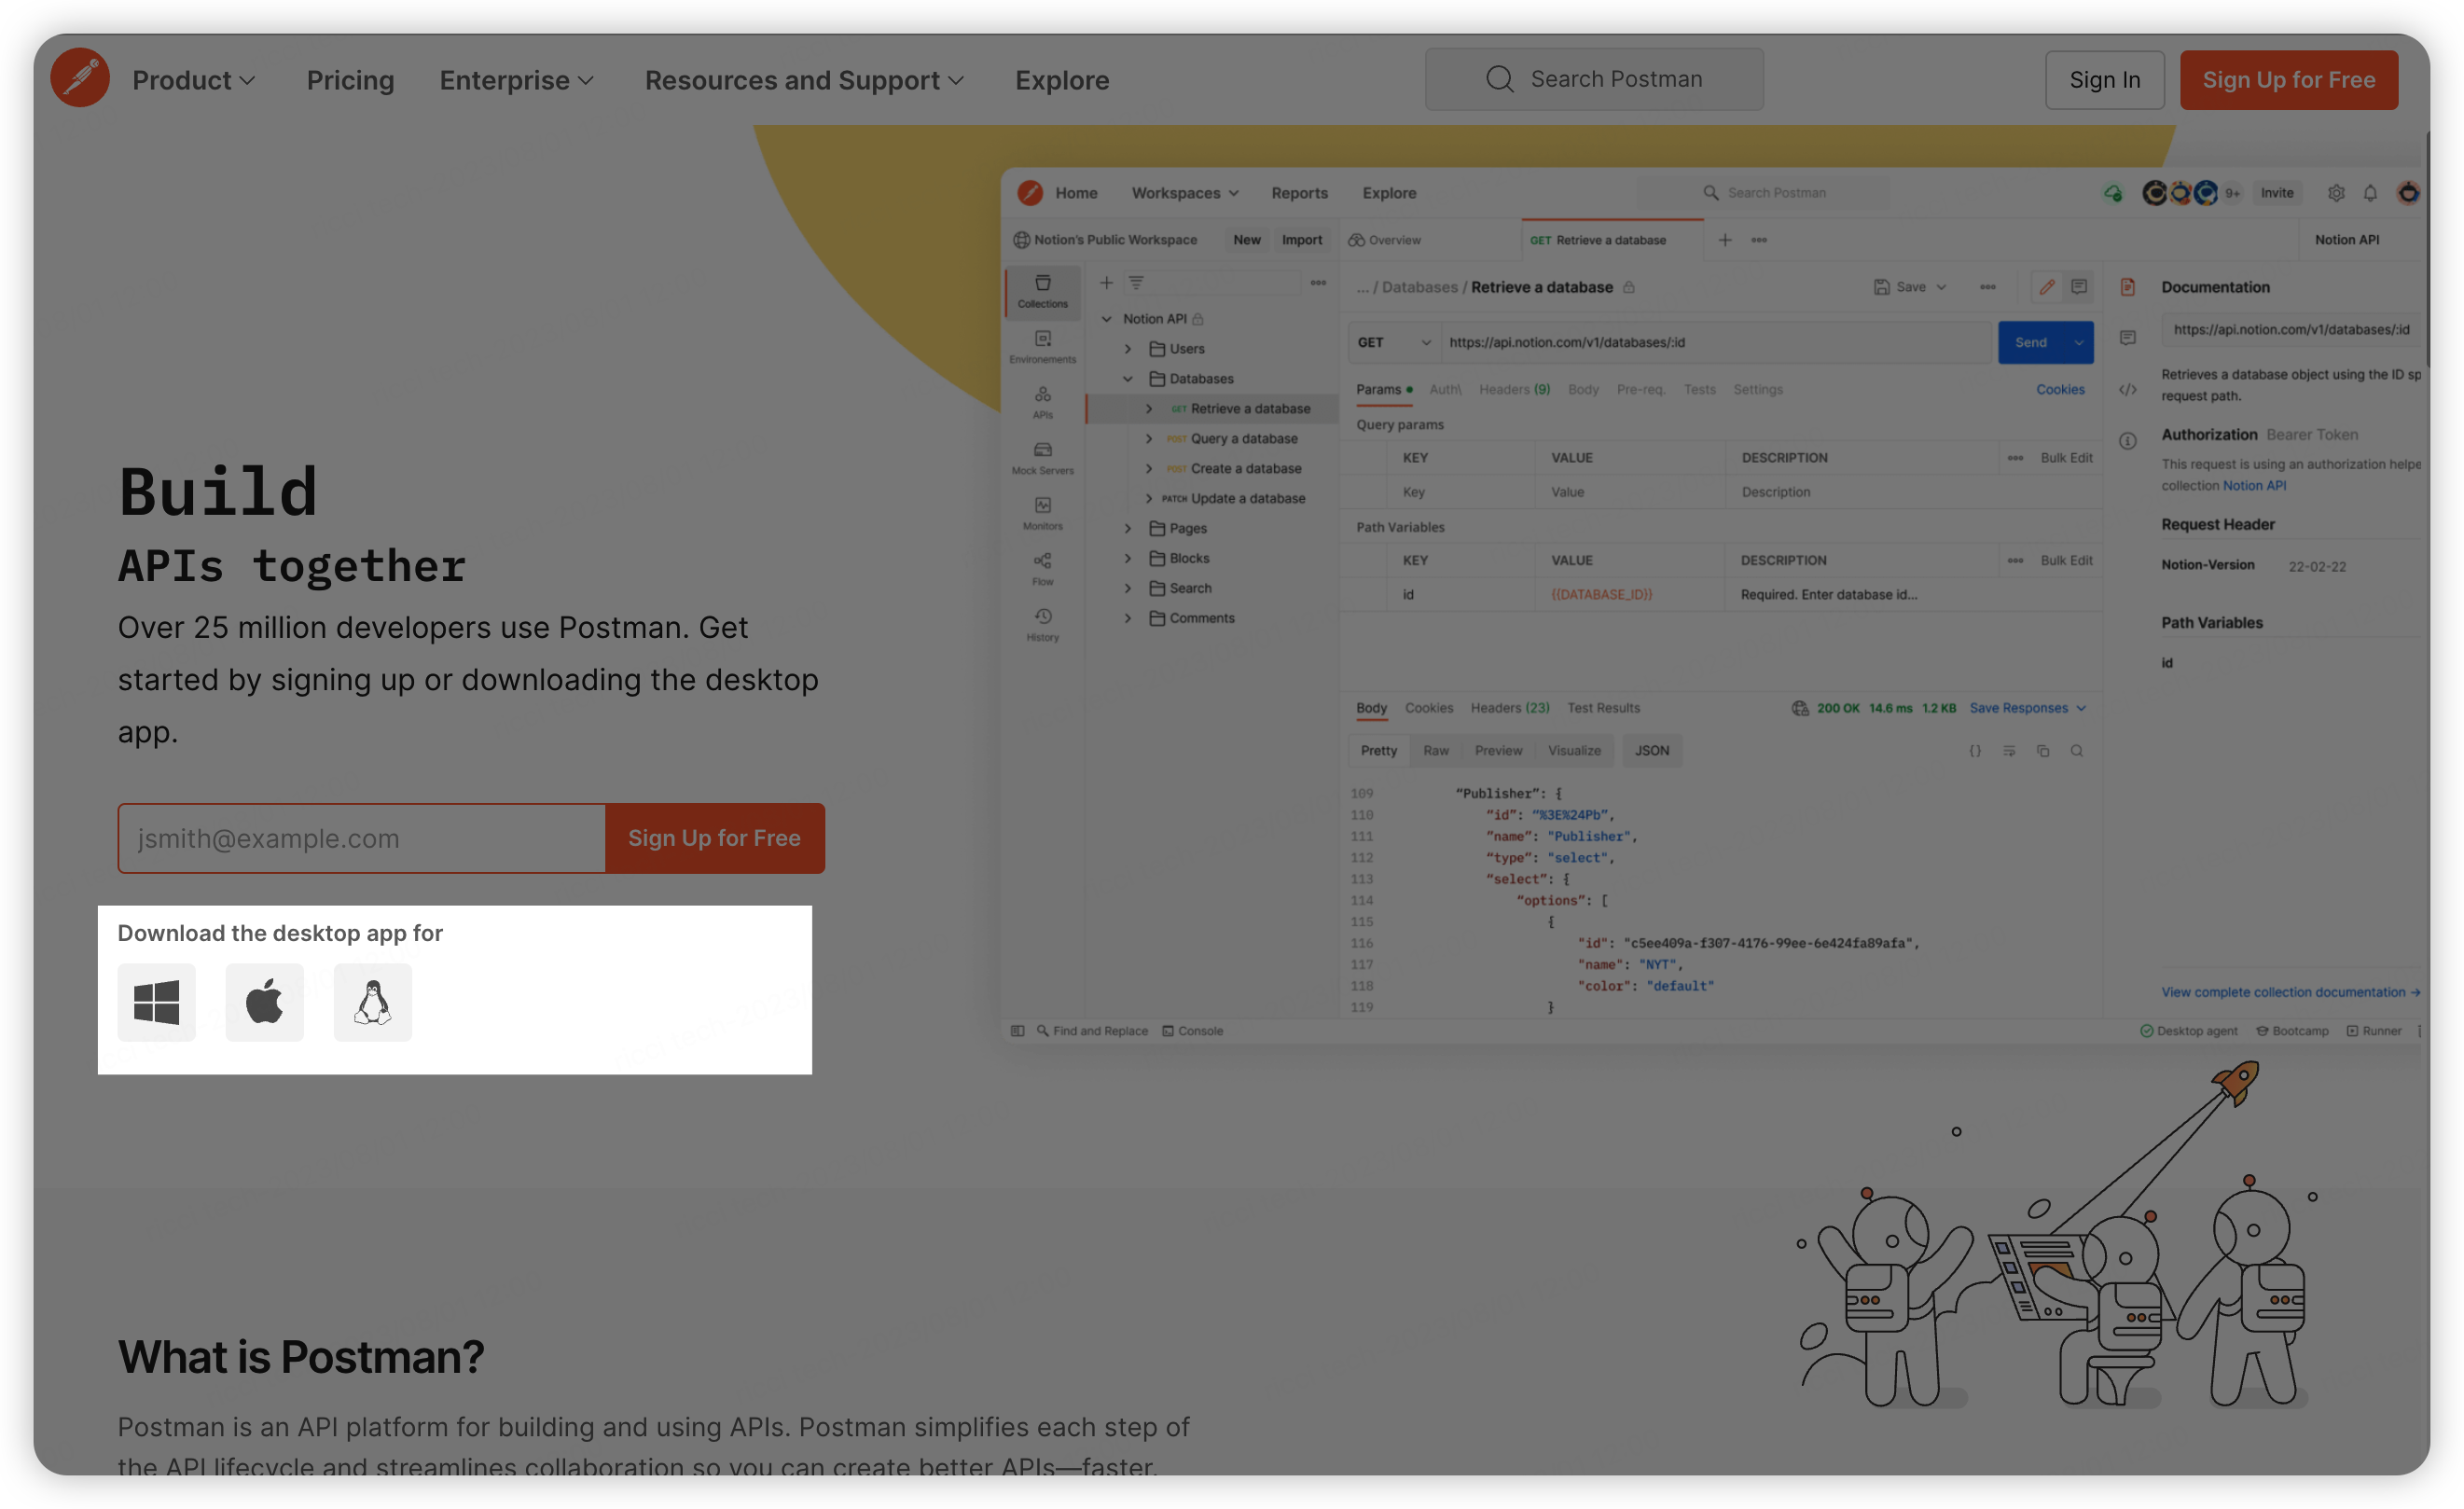 Product
Pricing
Enterprise
Resources and Support
Explore
Search Postman
Sign In
Sign Up for Free
Build
APIs together
Over 25 million developers use Postman. Get
started by signing up or downloading the desktop
app.
jsmith@example.com
Sign Up for Free
Download the desktop app for
Home
Workspaces
Reports
Explore
Search Postman
9+
Invite
Notion's Public Workspace
New
Import
Overview
GET Retrieve a database
Notion API
Collections
Environements
APIs
Mock Servers
Monitors
Flow
History
Notion API
Users
Databases
GET Retrieve a database
POST Query a database
POST Create a database
PATCH Update a database
Pages
Blocks
Search
Comments
... / Databases / Retrieve a database
Save
GET
https://api.notion.com/v1/databases/:id
Send
Params
Auth\
Headers (9)
Body
Pre-req.
Tests
Settings
Cookies
Query params
KEY VALUE DESCRIPTION Bulk Edit
Key Value Description
Path Variables
KEY VALUE DESCRIPTION Bulk Edit
id {{DATABASE_ID}} Required. Enter database id...
Body Cookies Headers (23) Test Results
200 OK 14.6 ms 1.2 KB Save Responses
Pretty Raw Preview Visualize JSON
{}
109 “Publisher”: {
110 “id”: “%3E%24Pb”,
111 “name”: "Publisher",
112 “type”: "select",
113 “select”: {
114 “options”: [
115 {
116 "id": "c5ee409a-f307-4176-99ee-6e424fa89afa",
117 "name": "NYT",
118 "color": "default"
119 }
Documentation
https://api.notion.com/v1/databases/:id
Retrieves a database object using the ID sp
request path.
Authorization Bearer Token
This request is using an authorization helpe
collection Notion API
Request Header
Notion-Version 22-02-22
Path Variables
id
View complete collection documentation →
Find and Replace
Console
Desktop agent
Bootcamp
Runner
What is Postman?
Postman is an API platform for building and using APIs. Postman simplifies each step of
the API lifecycle and streamlines collaboration so you can create better APIs—faster.